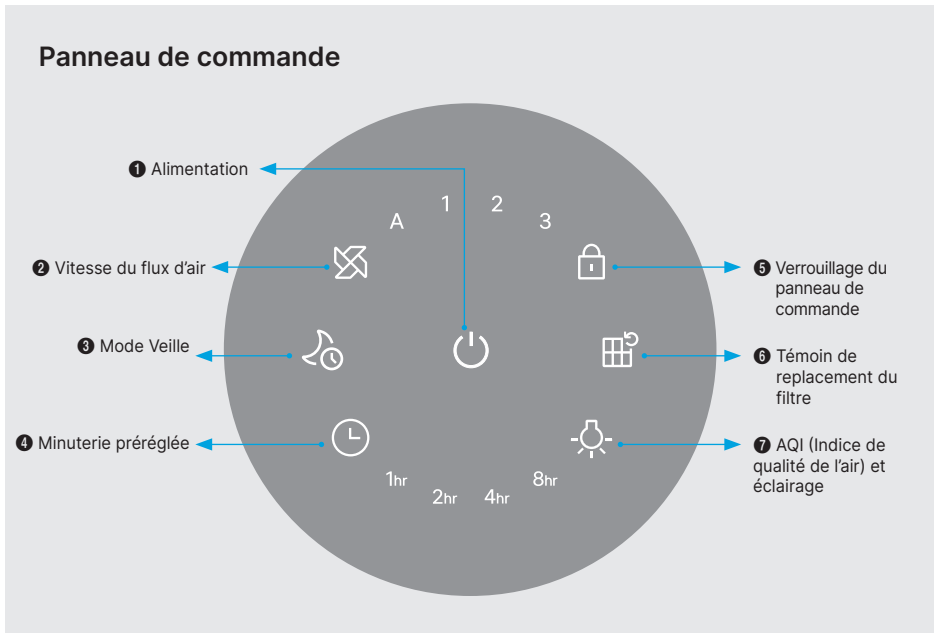 Panneau de commande
❶ Alimentation
A
1
2
3
❷ Vitesse du flux d'air
❸ Mode Veille
❹ Minuterie préréglée
1hr
2hr
4hr
8hr
❺ Verrouillage du
panneau de
commande
❻ Témoin de
replacement du
filtre
❼ AQI (Indice de
qualité de l'air) et
éclairage